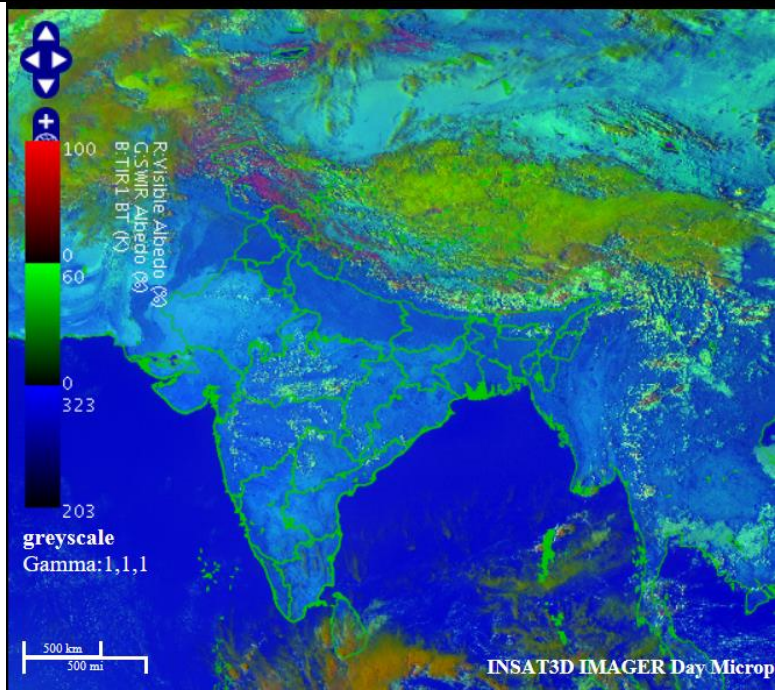 +
100
0
60
0
323
203
R:Visible Albedo (%)
G:SWIR Albedo (%)
B:TIR1 BT (K)
greyscale
Gamma:1,1,1
500 km
500 mi
INSAT3D IMAGER Day Microp